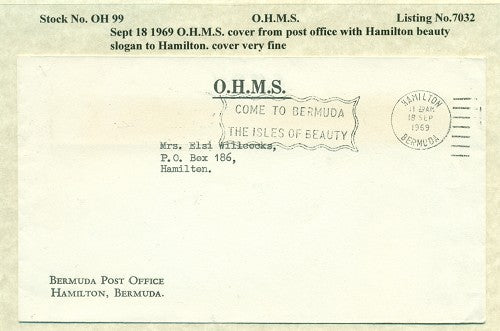 Stock No. OH 99 O.H.M.S. Listing No.7032
Sept 18 1969 O.H.M.S. cover from post office with Hamilton beauty
slogan to Hamilton. cover very fine
O.H.M.S.
COME TO BERMUDA
THE ISLES OF BEAUTY
HAMILTON
AM
18 SEP
1969
BERMUDA
Mrs. Elsi Willcocks,
P.O. Box 186,
Hamilton.
BERMUDA POST OFFICE
HAMILTON, BERMUDA.